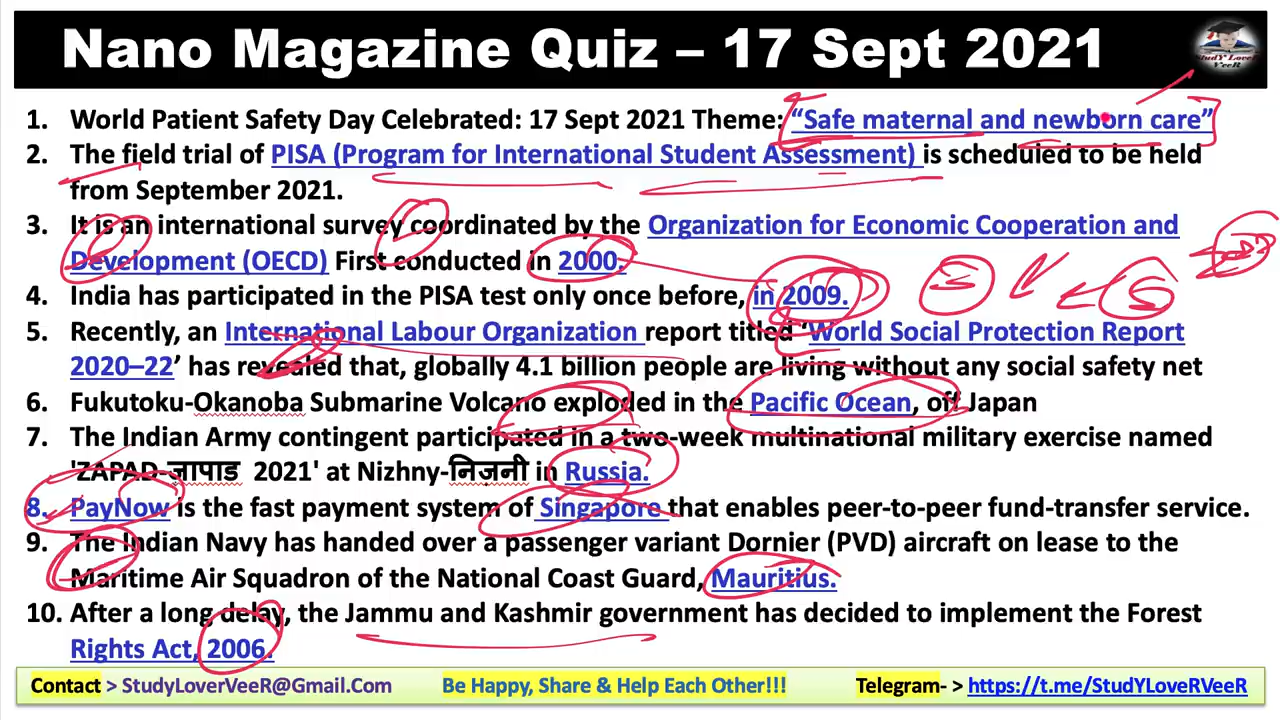 Nano Magazine Quiz – 17 Sept 2021
StudY LoveR
VeeR
1. World Patient Safety Day Celebrated: 17 Sept 2021 Theme: “Safe maternal and newborn care”
2. The field trial of PISA (Program for International Student Assessment) is scheduled to be held
from September 2021.
3. It is an international survey coordinated by the Organization for Economic Cooperation and
Development (OECD) First conducted in 2000.
4. India has participated in the PISA test only once before, in 2009.
5. Recently, an International Labour Organization report titled ‘World Social Protection Report
2020–22’ has revealed that, globally 4.1 billion people are living without any social safety net
6. Fukutoku-Okanoba Submarine Volcano exploded in the Pacific Ocean, off Japan
7. The Indian Army contingent participated in a two-week multinational military exercise named
'ZAPAD-जापाड 2021' at Nizhny-निजनी in Russia.
8. PayNow is the fast payment system of Singapore that enables peer-to-peer fund-transfer service.
9. The Indian Navy has handed over a passenger variant Dornier (PVD) aircraft on lease to the
Maritime Air Squadron of the National Coast Guard, Mauritius.
10. After a long delay, the Jammu and Kashmir government has decided to implement the Forest
Rights Act, 2006.
Contact > StudyLoverVeeR@Gmail.Com Be Happy, Share & Help Each Other!!! Telegram- > https://t.me/StudYLoveRVeeR